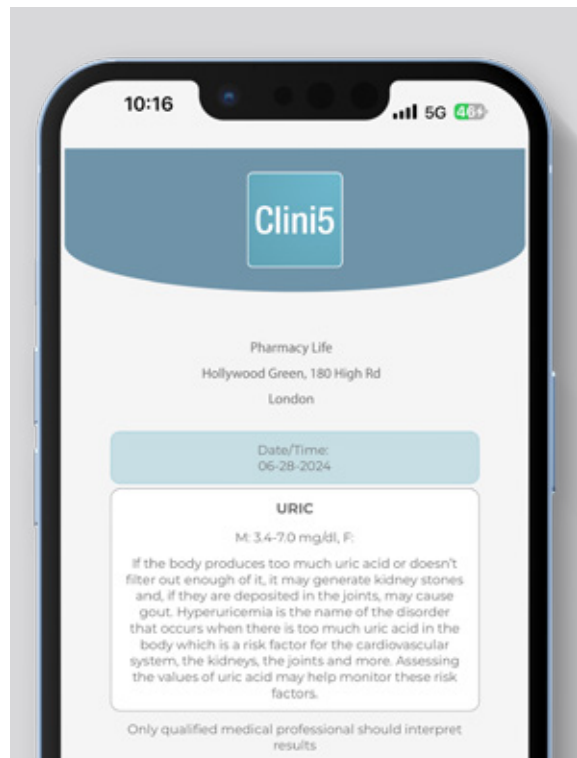 10:16
5G 46
Clini5
Pharmacy Life
Hollywood Green, 180 High Rd
London
Date/Time:
06-28-2024
URIC
M: 3.4-7.0 mg/dl, F:
If the body produces too much uric acid or doesn't
filter out enough of it, it may generate kidney stones
and, if they are deposited in the joints, may cause
gout. Hyperuricemia is the name of the disorder
that occurs when there is too much uric acid in the
body which is a risk factor for the cardiovascular
system, the kidneys, the joints and more. Assessing
the values of uric acid may help monitor these risk
factors.
Only qualified medical professional should interpret
results